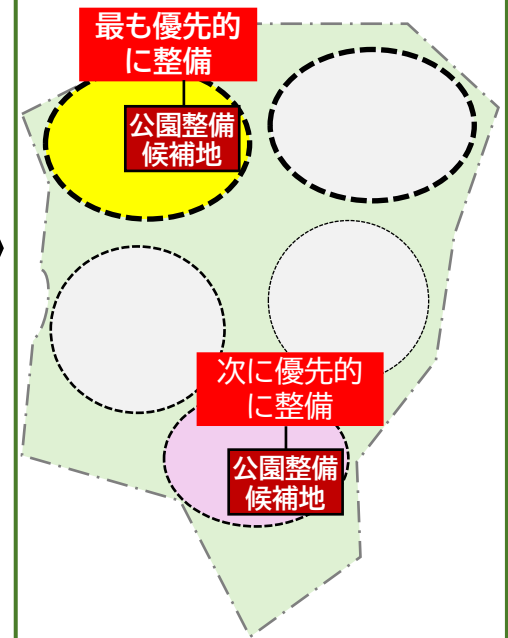 最も優先的
に整備
公園整備
候補地
次に優先的
に整備
公園整備
候補地